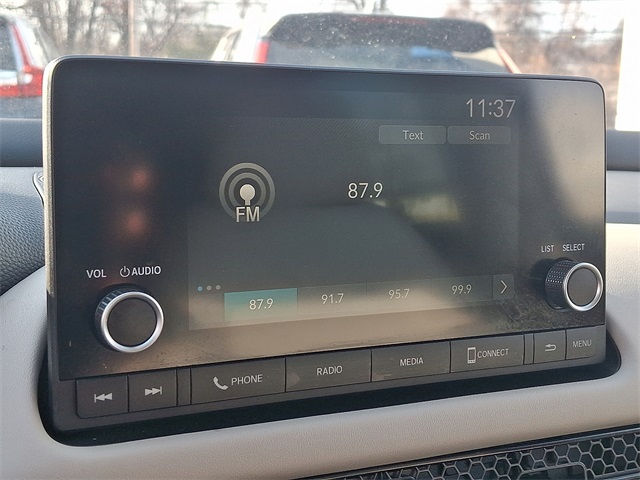 11:37
Text Scan
FM 87.9
VOL AUDIO LIST SELECT
87.9 91.7 95.7 99.9
PHONE RADIO MEDIA CONNECT MENU